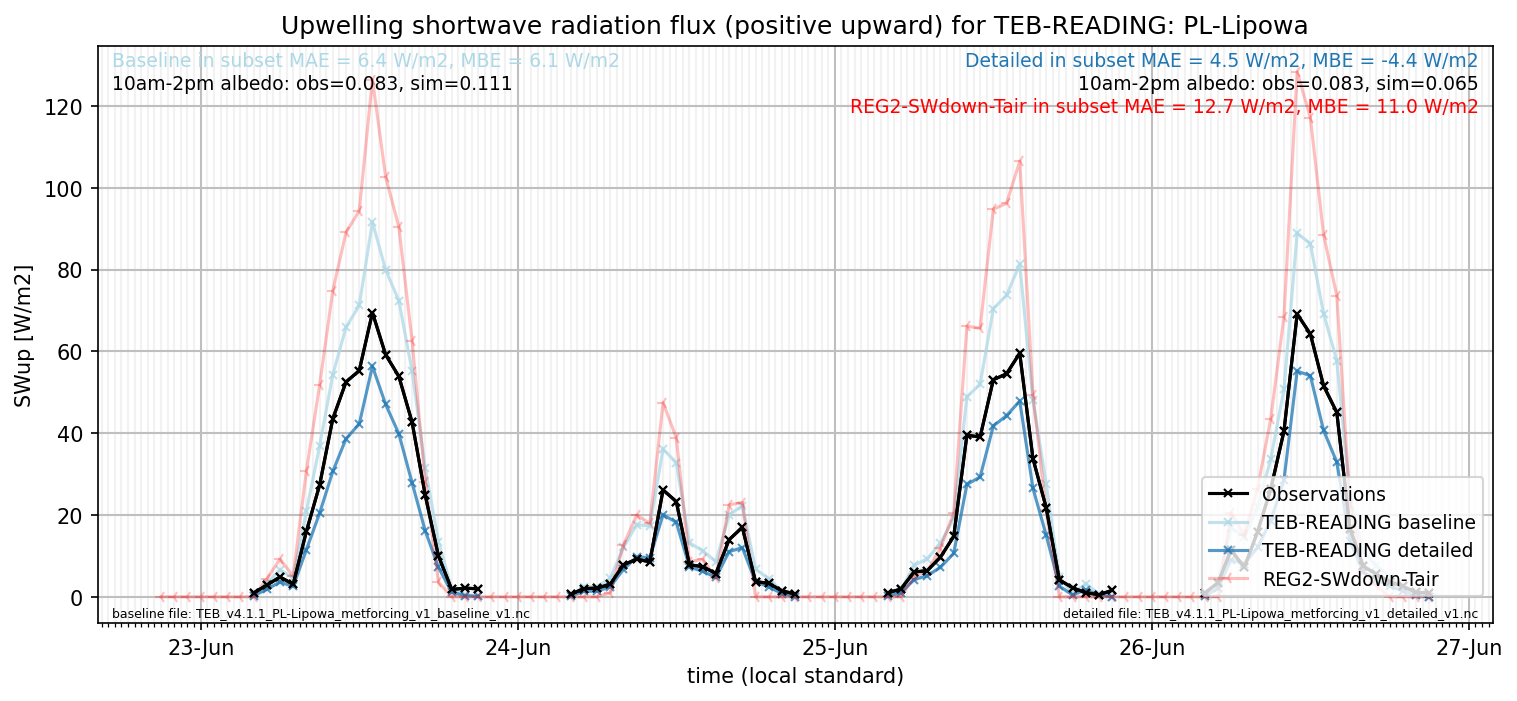 Upwelling shortwave radiation flux (positive upward) for TEB-READING: PL-Lipowa
Baseline in subset MAE = 6.4 W/m2, MBE = 6.1 W/m2
10am-2pm albedo: obs=0.083, sim=0.111
Detailed in subset MAE = 4.5 W/m2, MBE = -4.4 W/m2
10am-2pm albedo: obs=0.083, sim=0.065
REG2-SWdown-Tair in subset MAE = 12.7 W/m2, MBE = 11.0 W/m2
SWup [W/m2]
120
100
80
60
40
20
0
Observations
TEB-READING baseline
TEB-READING detailed
REG2-SWdown-Tair
baseline file: TEB_v4.1.1_PL-Lipowa_metforcing_v1_baseline_v1.nc
detailed file: TEB_v4.1.1_PL-Lipowa_metforcing_v1_detailed_v1.nc
23-Jun
24-Jun
25-Jun
26-Jun
27-Jun
time (local standard)